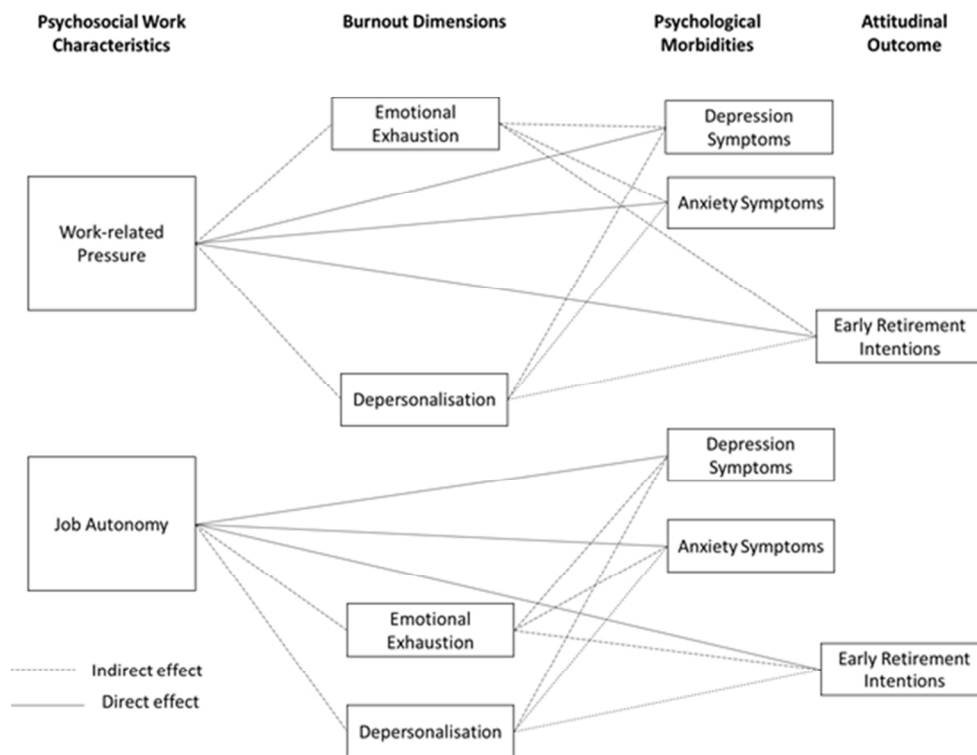 Psychosocial Work
Characteristics
Burnout Dimensions
Psychological
Morbidities
Attitudinal
Outcome
Emotional
Exhaustion
Depression
Symptoms
Anxiety Symptoms
Work-related
Pressure
Early Retirement
Intentions
Depersonalisation
Depression
Symptoms
Job Autonomy
Anxiety Symptoms
Emotional
Exhaustion
Early Retirement
Intentions
Depersonalisation
Indirect effect
Direct effect